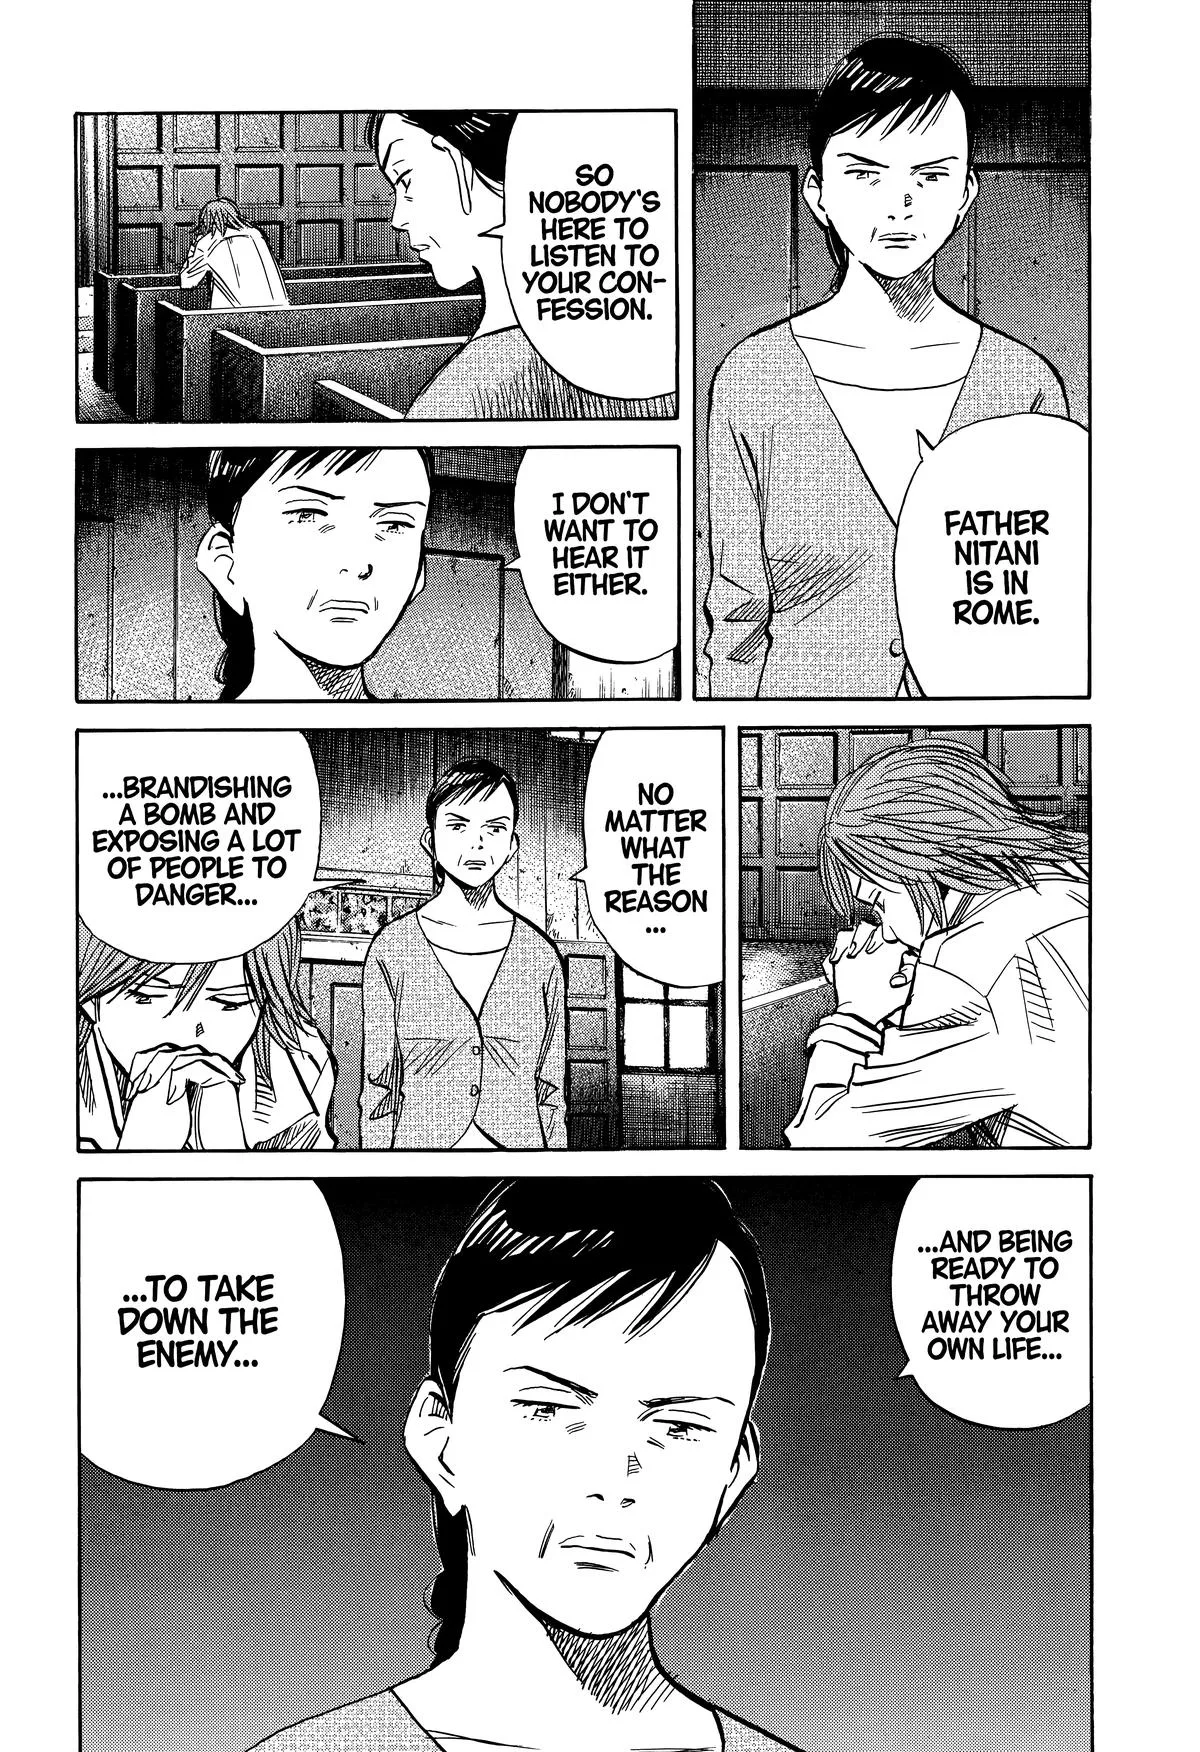 FATHER
NITANI
IS IN
ROME.
SO
NOBODY'S
HERE TO
LISTEN TO
YOUR CON-
FESSION.
I DON'T
WANT TO
HEAR IT
EITHER.
NO
MATTER
WHAT
THE
REASON
...
...BRANDISHING
A BOMB AND
EXPOSING A LOT
OF PEOPLE TO
DANGER...
...AND BEING
READY TO
THROW
AWAY YOUR
OWN LIFE...
...TO TAKE
DOWN THE
ENEMY...